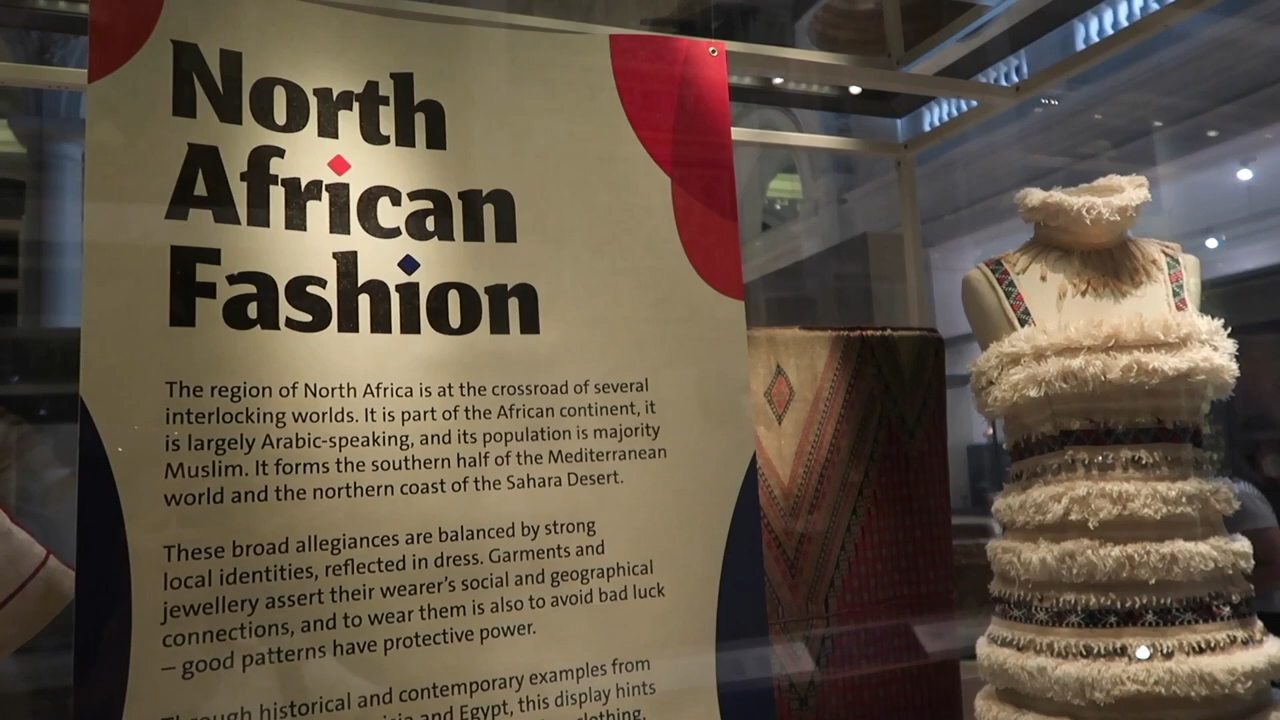 North
African
Fashion
The region of North Africa is at the crossroad of several
interlocking worlds. It is part of the African continent, it
is largely Arabic-speaking, and its population is majority
Muslim. It forms the southern half of the Mediterranean
world and the northern coast of the Sahara Desert.
These broad allegiances are balanced by strong
local identities, reflected in dress. Garments and
jewellery assert their wearer's social and geographical
connections, and to wear them is also to avoid bad luck
– good patterns have protective power.
Through historical and contemporary examples from
and Egypt, this display hints
clothing,